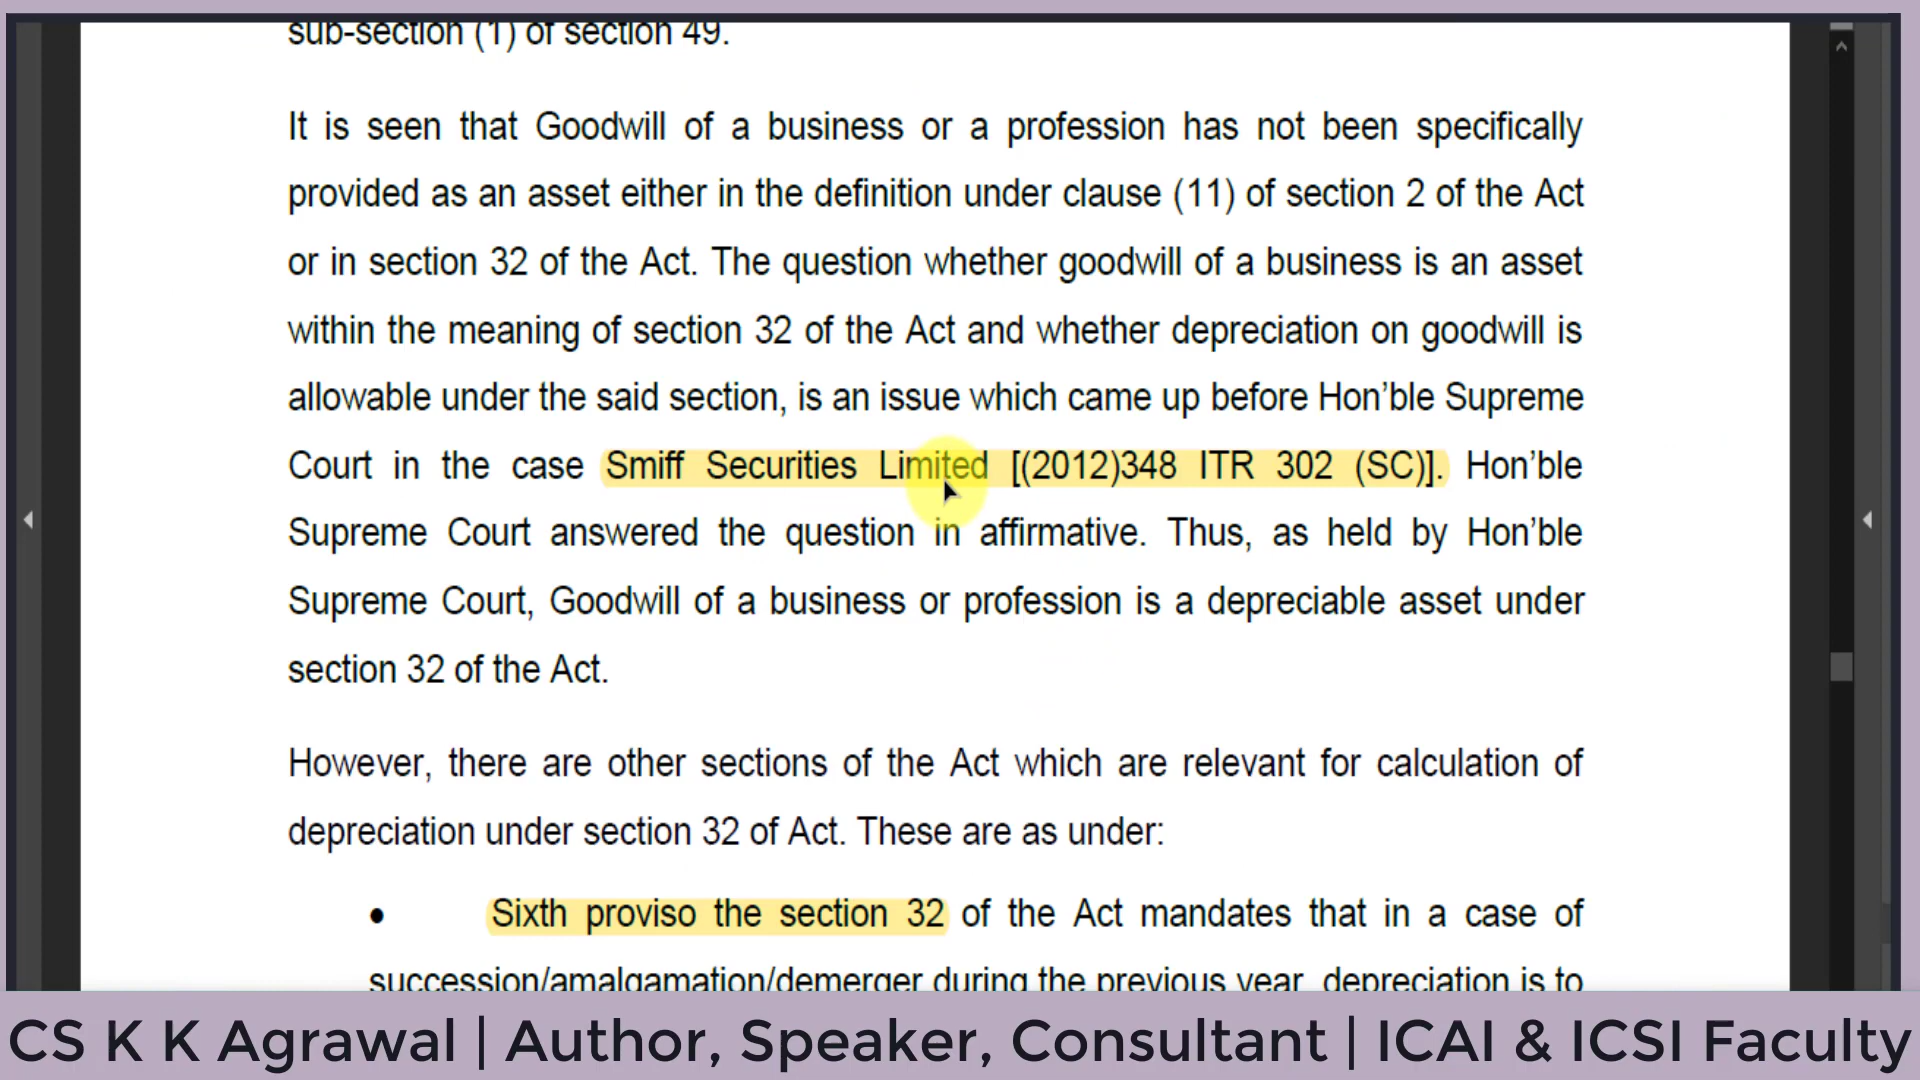 sub-section (1) of section 49.
It is seen that Goodwill of a business or a profession has not been specifically
provided as an asset either in the definition under clause (11) of section 2 of the Act
or in section 32 of the Act. The question whether goodwill of a business is an asset
within the meaning of section 32 of the Act and whether depreciation on goodwill is
allowable under the said section, is an issue which came up before Hon’ble Supreme
Court in the case Smiff Securities Limited [(2012)348 ITR 302 (SC)]. Hon’ble
Supreme Court answered the question in affirmative. Thus, as held by Hon’ble
Supreme Court, Goodwill of a business or profession is a depreciable asset under
section 32 of the Act.
However, there are other sections of the Act which are relevant for calculation of
depreciation under section 32 of Act. These are as under:
• Sixth proviso the section 32 of the Act mandates that in a case of
succession/amalgamation/demerger during the previous year, depreciation is to
CS K K Agrawal | Author, Speaker, Consultant | ICAI & ICSI Faculty